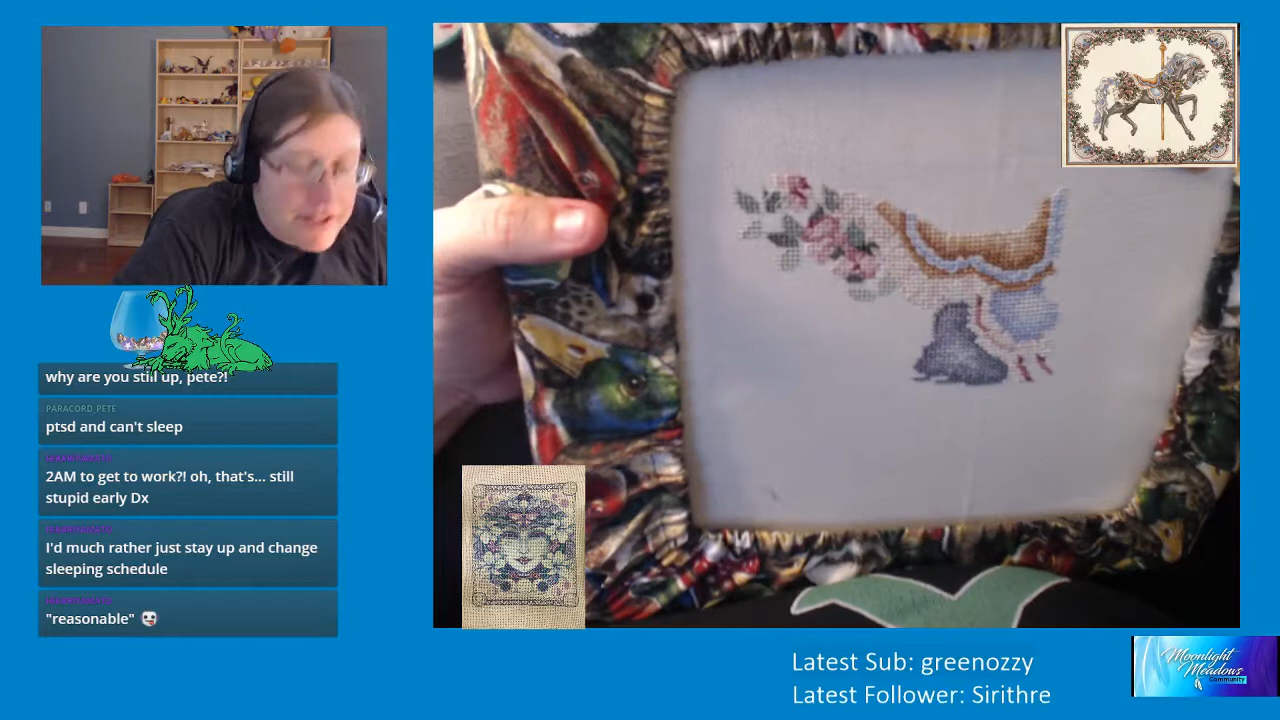 why are you still up, pete?!
PARACORD_PETE
ptsd and can't sleep
2AM to get to work?! oh, that's... still
stupid early Dx
I'd much rather just stay up and change
sleeping schedule
"reasonable"
Latest Sub: greenozzy
Latest Follower: Sirithre
Moonlight
Meadows
Community